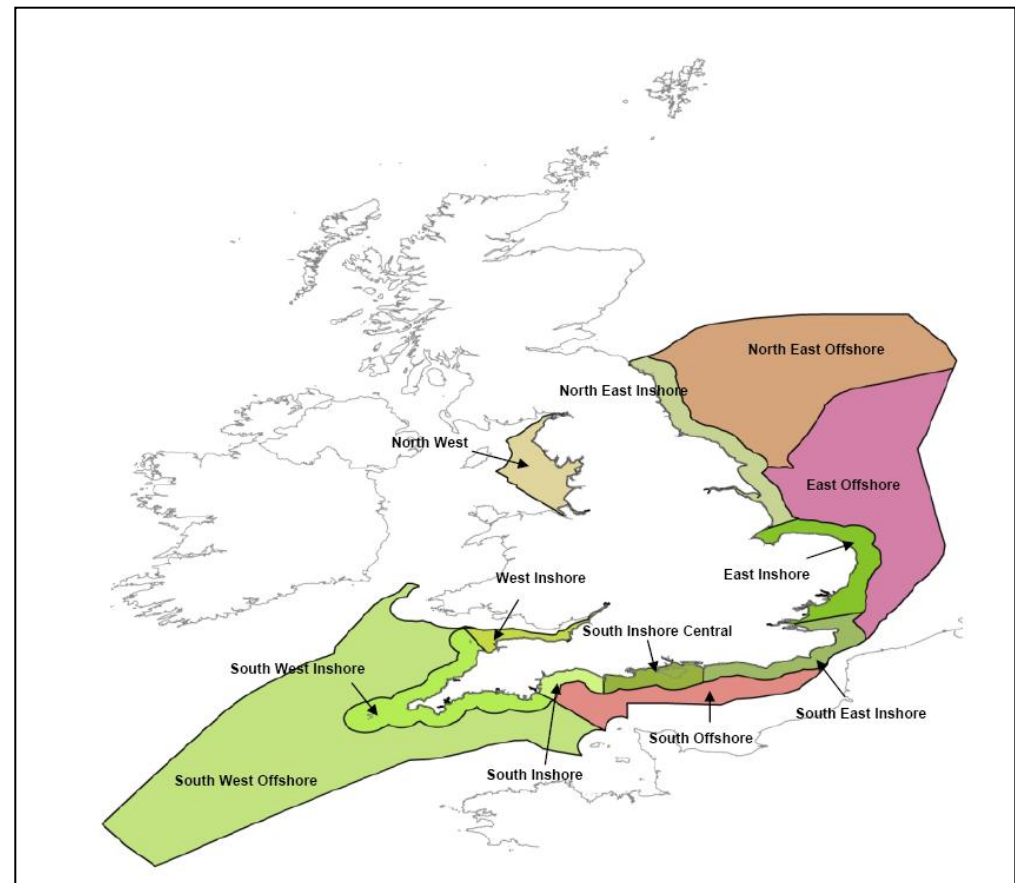 North East Offshore
North East Inshore
North West
East Offshore
East Inshore
West Inshore
South Inshore Central
South West Inshore
South East Inshore
South Offshore
South Inshore
South West Offshore